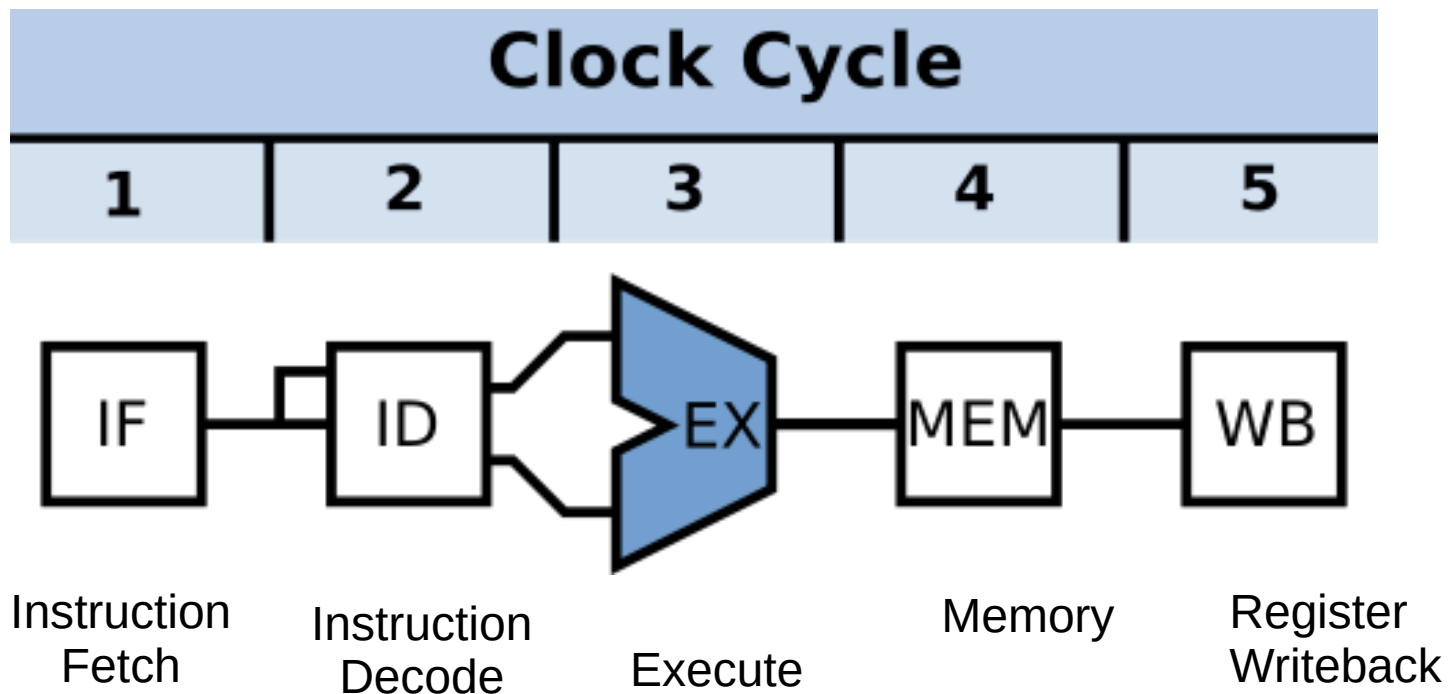 Clock Cycle
1 2 3 4 5
IF ID EX MEM WB
Instruction
Fetch
Instruction
Decode
Execute
Memory
Register
Writeback